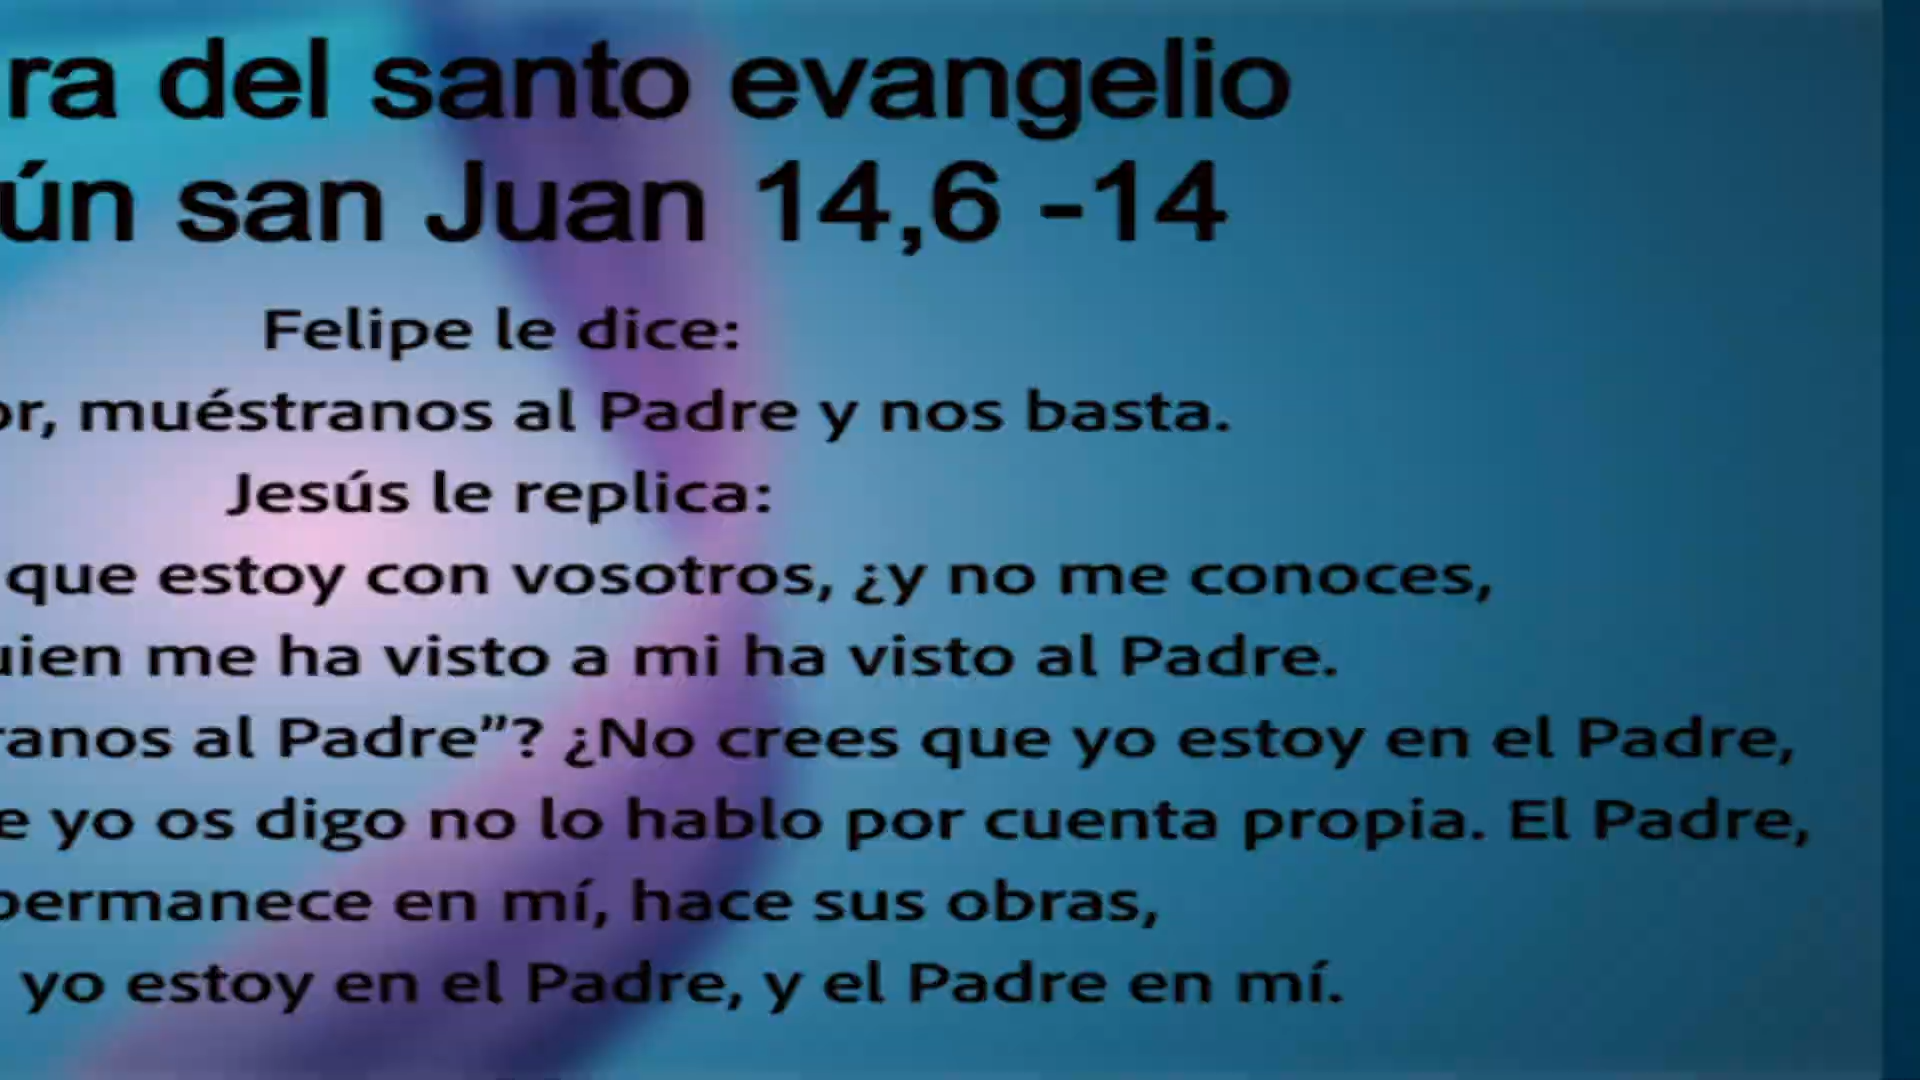 ra del santo evangelio
ún san Juan 14,6 -14
Felipe le dice:
or, muéstranos al Padre y nos basta.
Jesús le replica:
que estoy con vosotros, ¿y no me conoces,
uien me ha visto a mi ha visto al Padre.
ranos al Padre”? ¿No crees que yo estoy en el Padre,
e yo os digo no lo hablo por cuenta propia. El Padre,
permanece en mí, hace sus obras,
yo estoy en el Padre, y el Padre en mí.